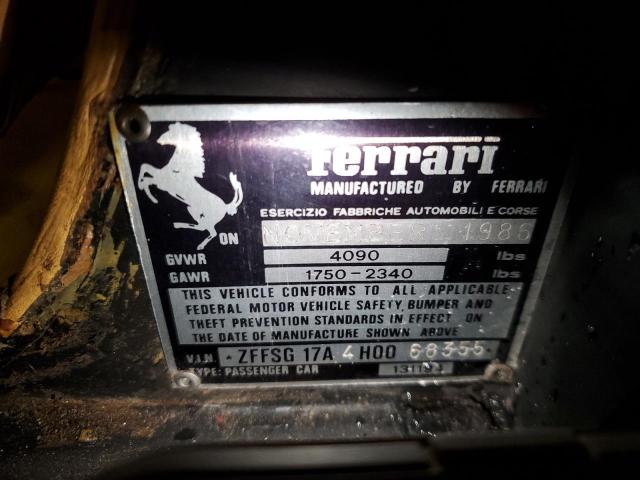 Ferrari
MANUFACTURED BY FERRARI
ESERCIZIO FABBRICHE AUTOMOBILI E CORSE
ON NOVEMBER 1986
GVWR 4090 lbs
GAWR 1750-2340 lbs
THIS VEHICLE CONFORMS TO ALL APPLICABLE
FEDERAL MOTOR VEHICLE SAFETY, BUMPER AND
THEFT PREVENTION STANDARDS IN EFFECT ON
THE DATE OF MANUFACTURE SHOWN ABOVE
V.I.N. * ZFFSG 17A 4 H00 68355 *
TYPE: PASSENGER CAR